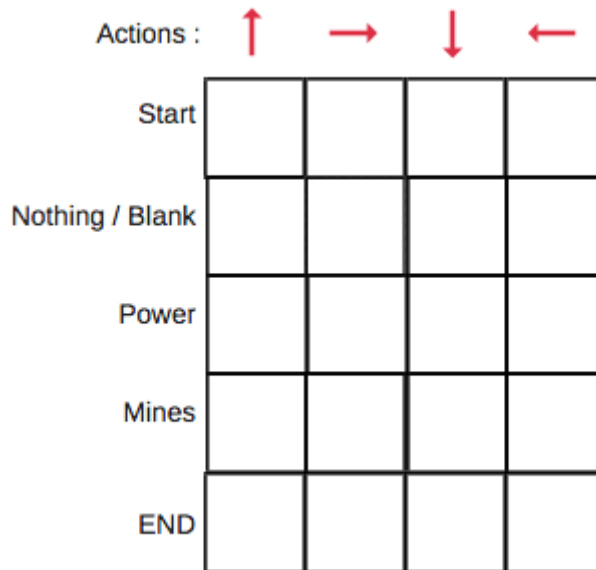 Actions :
Start
Nothing / Blank
Power
Mines
END